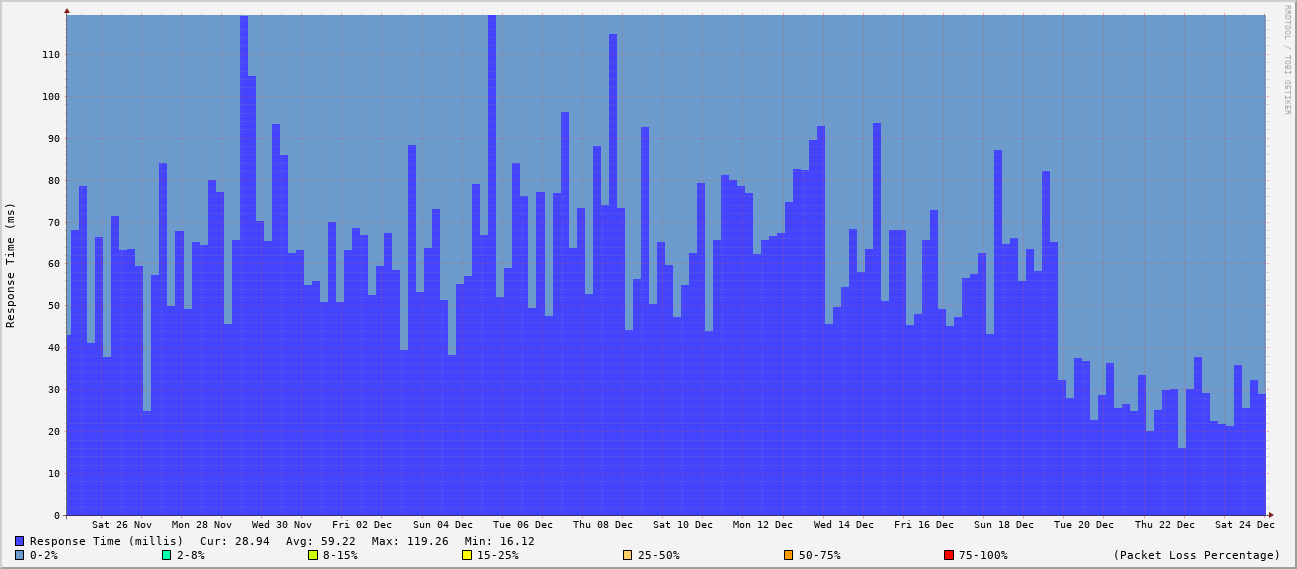 RRDTOOL / TOBI OETIKER
Response Time (ms)
110
100
90
80
70
60
50
40
30
20
10
0
Sat 26 Nov Mon 28 Nov Wed 30 Nov Fri 02 Dec Sun 04 Dec Tue 06 Dec Thu 08 Dec Sat 10 Dec Mon 12 Dec Wed 14 Dec Fri 16 Dec Sun 18 Dec Tue 20 Dec Thu 22 Dec Sat 24 Dec
Response Time (millis) Cur: 28.94 Avg: 59.22 Max: 119.26 Min: 16.12
0-2% 2-8% 8-15% 15-25% 25-50% 50-75% 75-100% (Packet Loss Percentage)